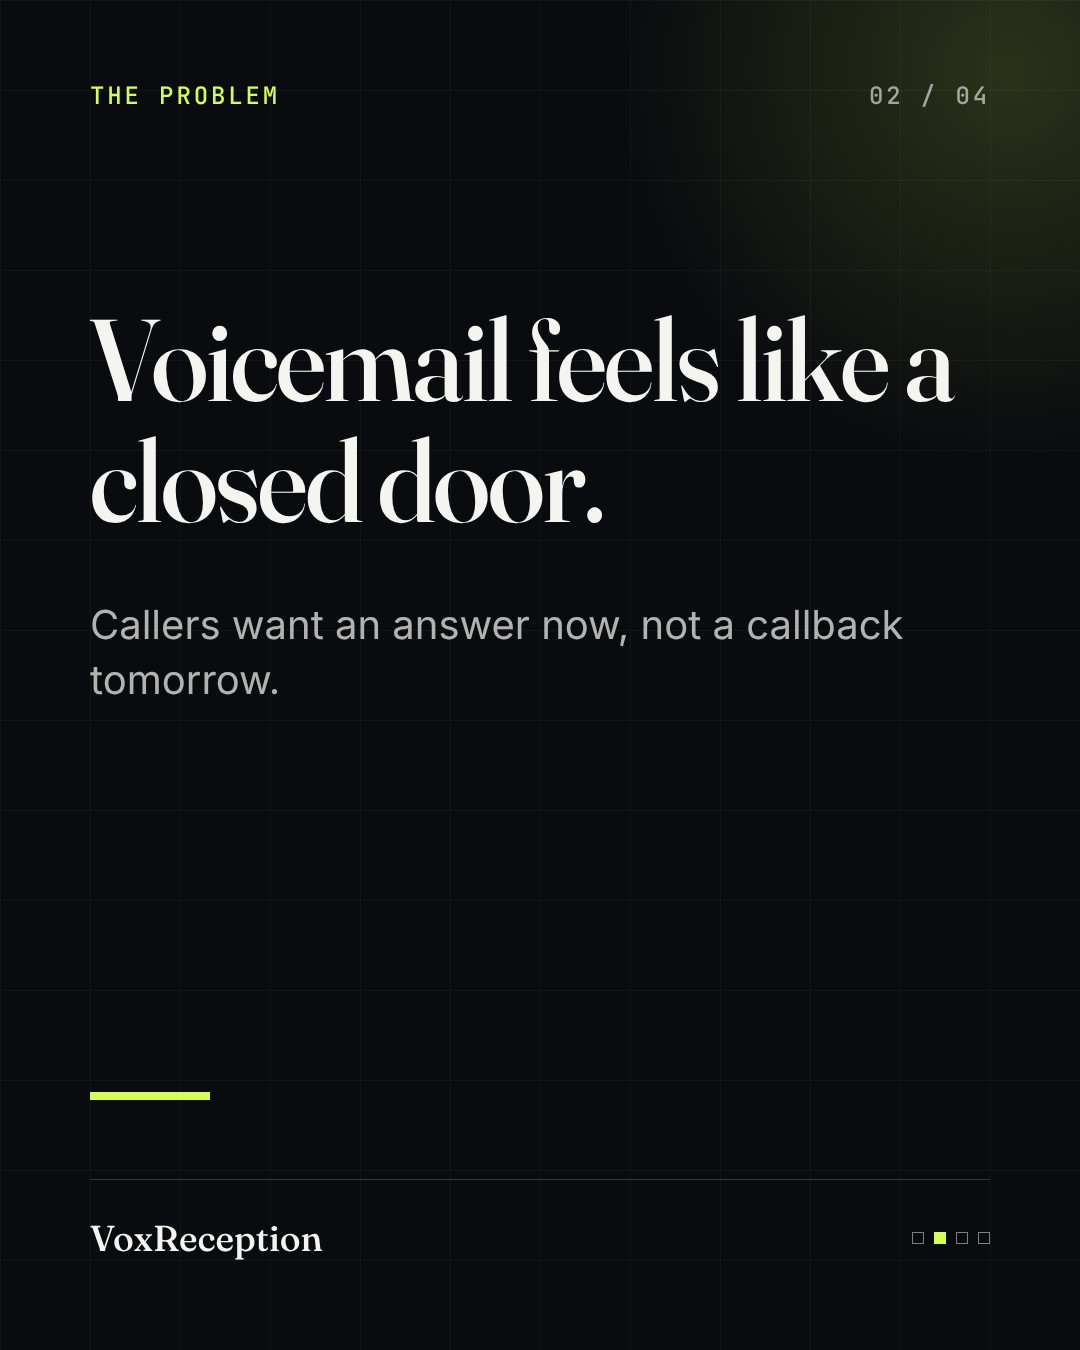 THE PROBLEM
02 / 04
Voicemail feels like a
closed door.
Callers want an answer now, not a callback
tomorrow.
VoxReception